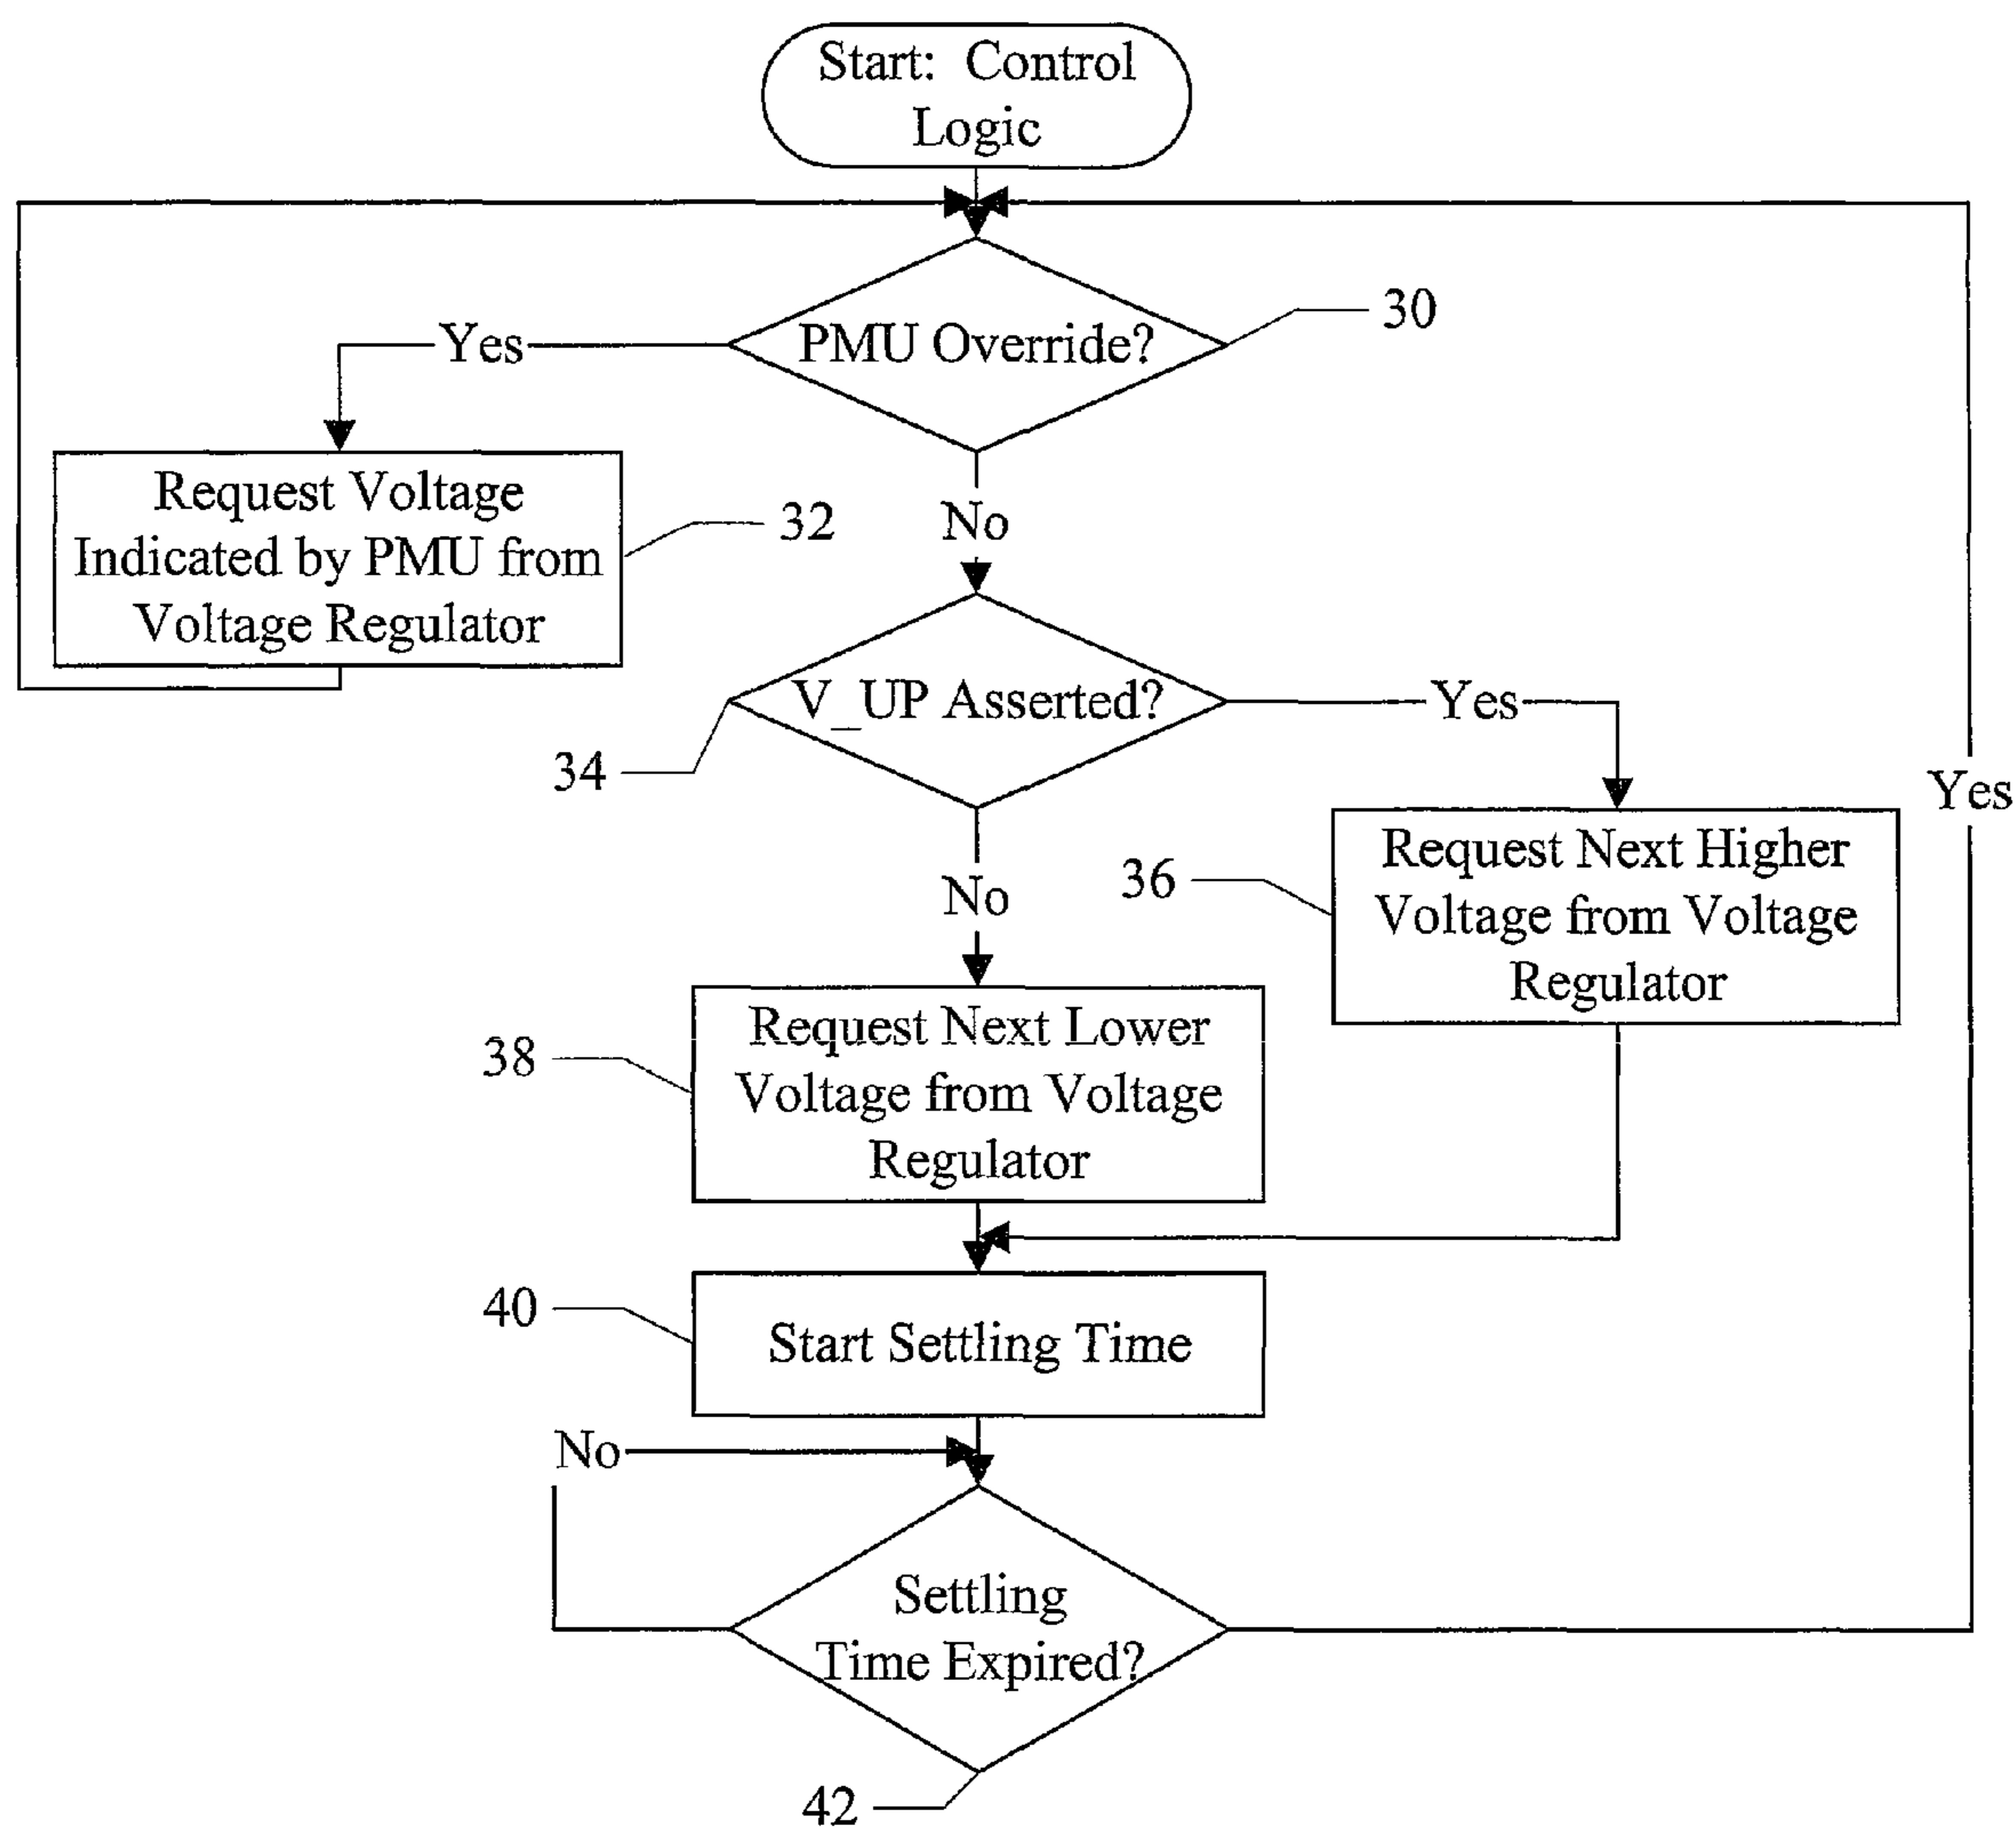 Start: Control
Logic
30
PMU Override?
Yes
Request Voltage
Indicated by PMU from
Voltage Regulator
32
No
V_UP Asserted?
Yes
34
Yes
Request Next Higher
Voltage from Voltage
Regulator
36
No
Request Next Lower
Voltage from Voltage
Regulator
38
40
Start Settling Time
No
Settling
Time Expired?
42